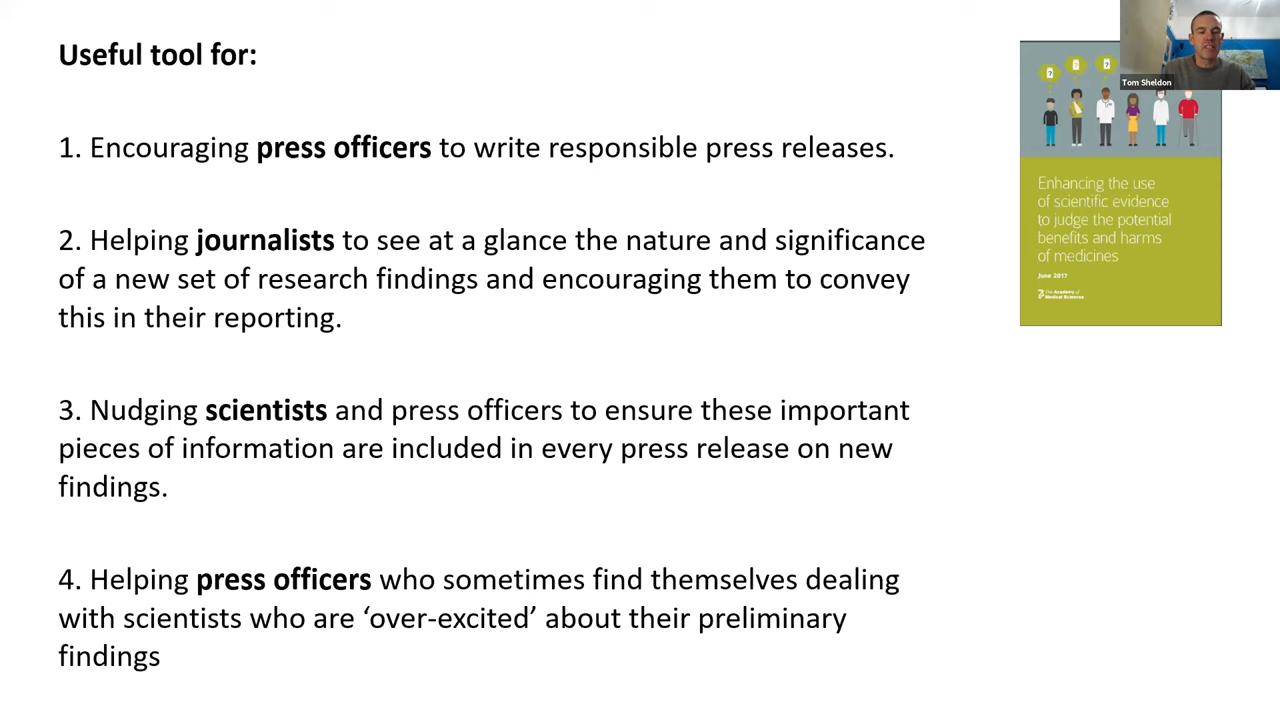 Useful tool for:
Tom Sheldon
1. Encouraging press officers to write responsible press releases.
2. Helping journalists to see at a glance the nature and significance
of a new set of research findings and encouraging them to convey
this in their reporting.
3. Nudging scientists and press officers to ensure these important
pieces of information are included in every press release on new
findings.
4. Helping press officers who sometimes find themselves dealing
with scientists who are ‘over-excited’ about their preliminary
findings
Enhancing the use
of scientific evidence
to judge the potential
benefits and harms
of medicines
June 2017
The Academy of
Medical Sciences